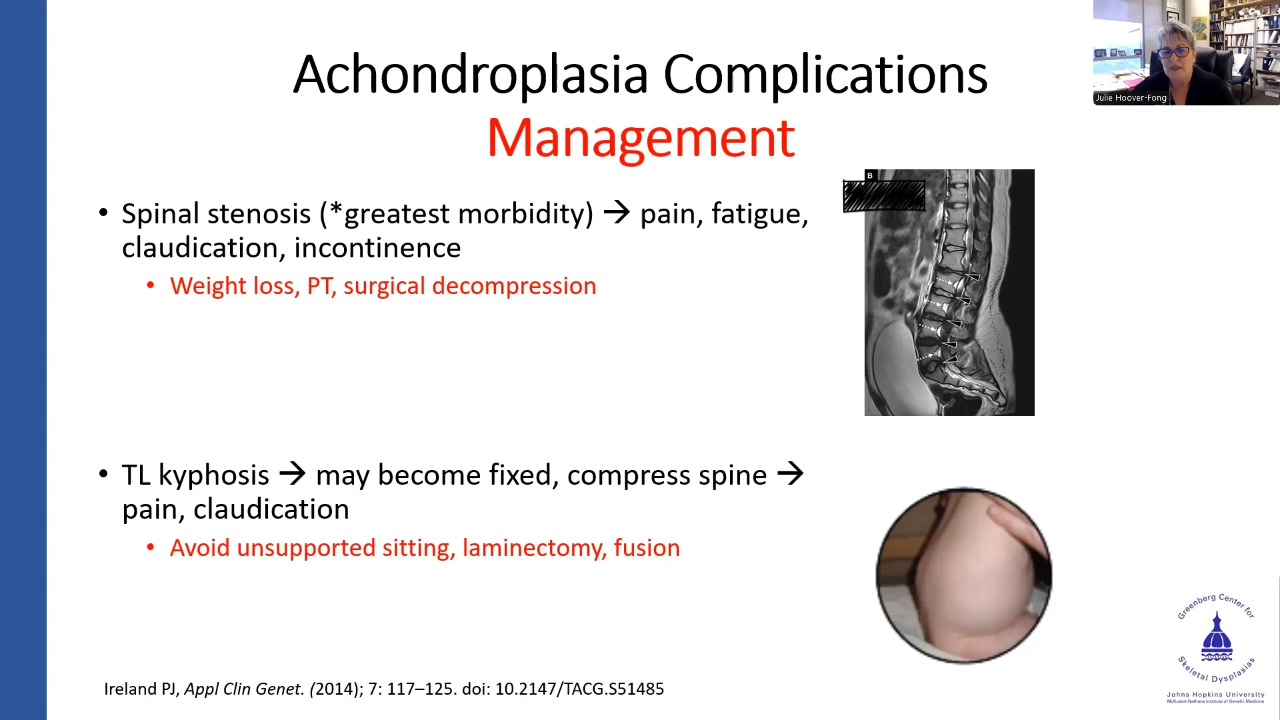 Achondroplasia Complications
Management
Julie Hoover-Fong
• Spinal stenosis (*greatest morbidity) → pain, fatigue,
claudication, incontinence
• Weight loss, PT, surgical decompression
B
• TL kyphosis → may become fixed, compress spine →
pain, claudication
• Avoid unsupported sitting, laminectomy, fusion
Greenberg Center for
Skeletal Dysplasias
Johns Hopkins University
McKusick-Nathans Institute of Genetic Medicine
Ireland PJ, Appl Clin Genet. (2014); 7: 117–125. doi: 10.2147/TACG.S51485